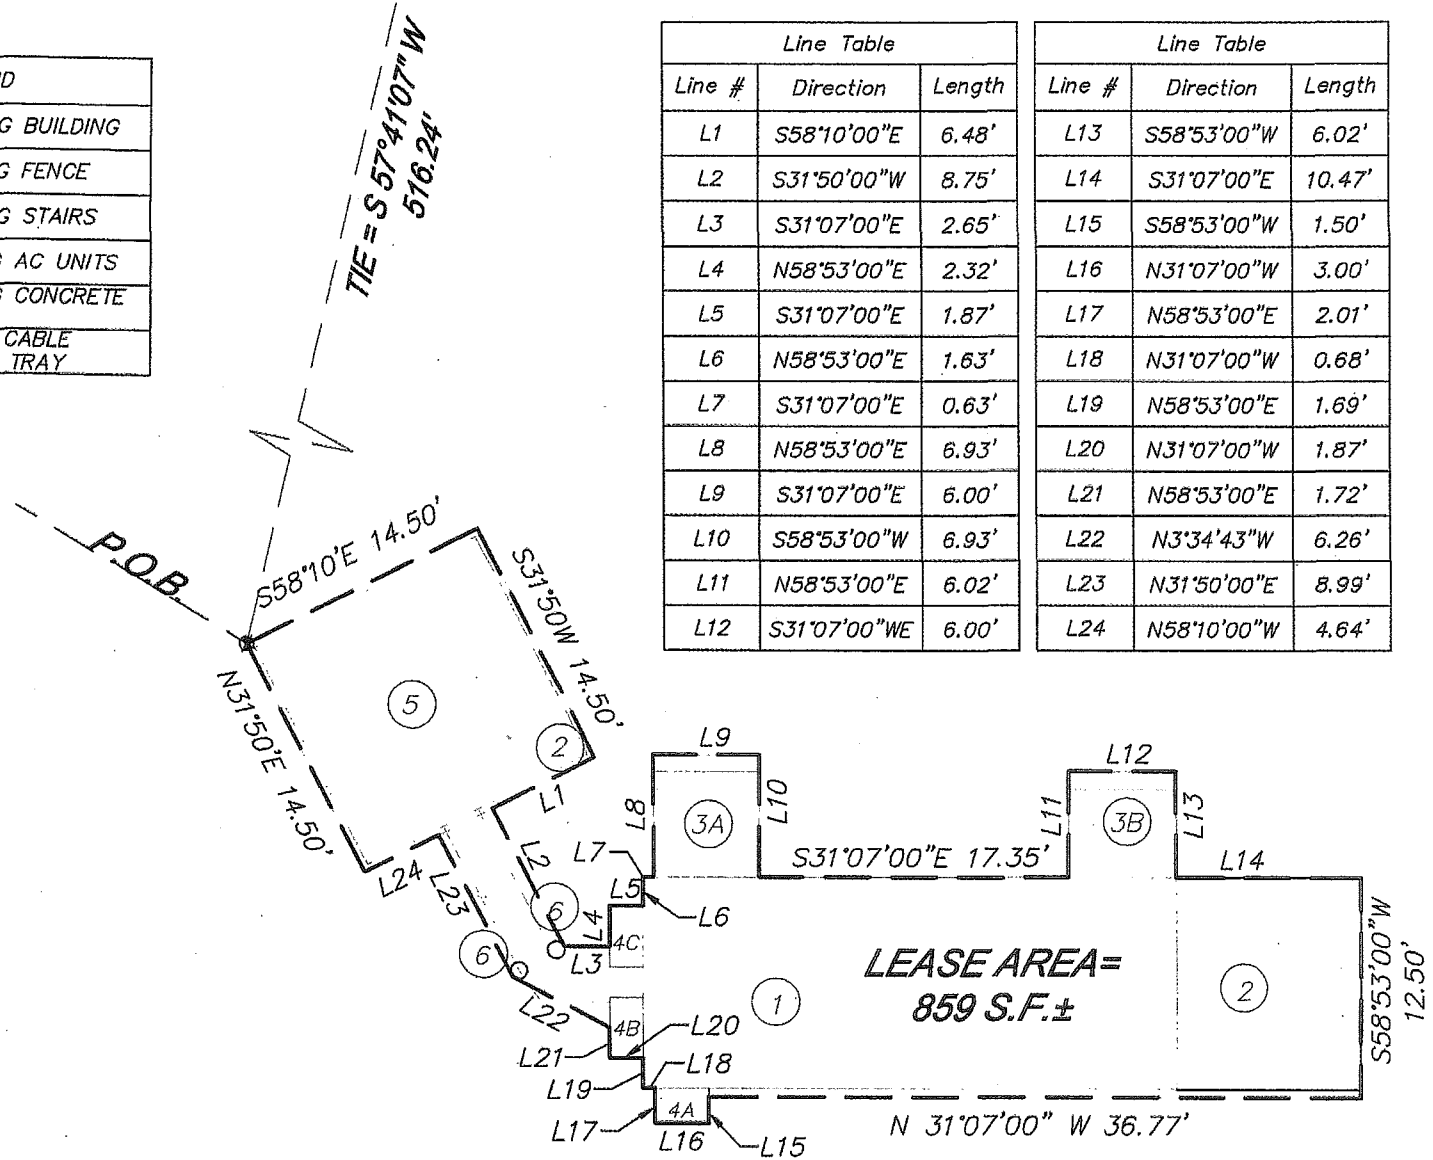 D
G BUILDING
G FENCE
G STAIRS
G AC UNITS
G CONCRETE
CABLE
TRAY
TIE = S 57°41'07" W
516.24'
Line Table
Line # Direction Length
L1 S58°10'00"E 6.48'
L2 S31°50'00"W 8.75'
L3 S31°07'00"E 2.65'
L4 N58°53'00"E 2.32'
L5 S31°07'00"E 1.87'
L6 N58°53'00"E 1.63'
L7 S31°07'00"E 0.63'
L8 N58°53'00"E 6.93'
L9 S31°07'00"E 6.00'
L10 S58°53'00"W 6.93'
L11 N58°53'00"E 6.02'
L12 S31°07'00"WE 6.00'
Line Table
Line # Direction Length
L13 S58°53'00"W 6.02'
L14 S31°07'00"E 10.47'
L15 S58°53'00"W 1.50'
L16 N31°07'00"W 3.00'
L17 N58°53'00"E 2.01'
L18 N31°07'00"W 0.68'
L19 N58°53'00"E 1.69'
L20 N31°07'00"W 1.87'
L21 N58°53'00"E 1.72'
L22 N3°34'43"W 6.26'
L23 N31°50'00"E 8.99'
L24 N58°10'00"W 4.64'
P.O.B.
S58°10'E 14.50'
S31°50W 14.50'
N31°50'E 14.50'
5
2
L1
L2
L24
L23
6
6
L3
L4
L5
L6
L7
L8
L9
L10
3A
S31°07'00"E 17.35'
L11
L12
L13
3B
L14
4C
LEASE AREA=
859 S.F.±
1
2
S58°53'00"W
12.50'
L22
4B
L20
L21
L18
L19
4A
L17
L16
L15
N 31°07'00" W 36.77'